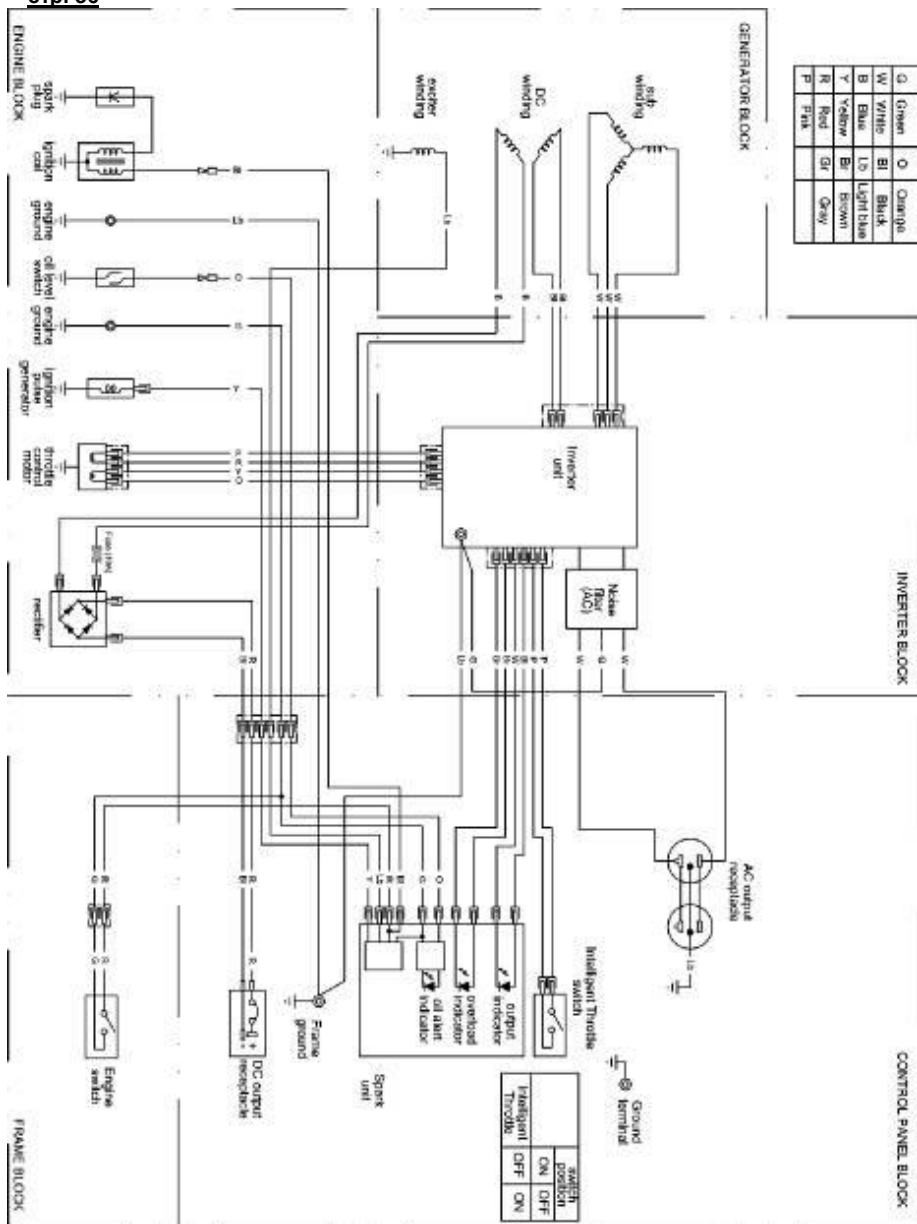 GENERATOR BLOCK
ENGINE BLOCK
INVERTER BLOCK
CONTROL PANEL BLOCK
FRAME BLOCK
G Green O Orange
W White Bl Black
B Blue Lb Light blue
Y Yellow Br Brown
R Red Gr Gray
P Pink
sub
winding
DC
winding
exciter
winding
spark
plug
ignition
coil
engine
ground
oil level
switch
engine
ground
ignition
pulse
generator
throttle
control
motor
rectifier
Inverter
unit
Noise
filter
(AC)
AC output
receptacle
Intelligent Throttle
switch
Ground
terminal
output
indicator
overload
indicator
oil alert
indicator
Spark
unit
Frame
ground
DC output
receptacle
Engine
switch
switch
position
ON OFF
Intelligent
Throttle
OFF ON